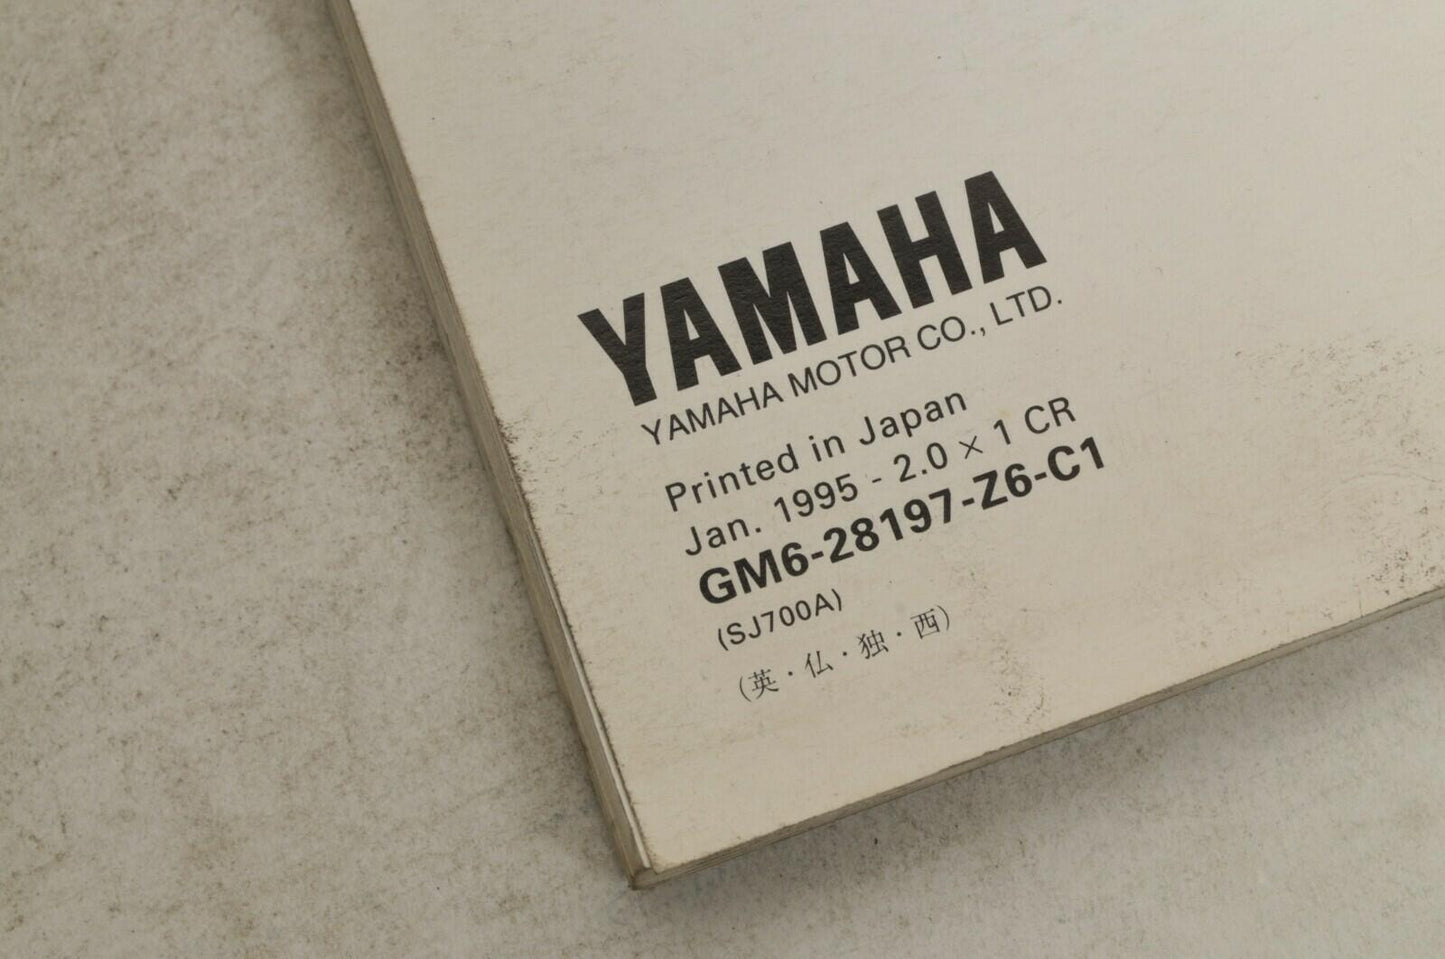 YAMAHA
YAMAHA MOTOR CO., LTD.
Printed in Japan
Jan. 1995 - 2.0 × 1 CR
GM6-28197-Z6-C1
(SJ700A)
(英・仏・独・西)